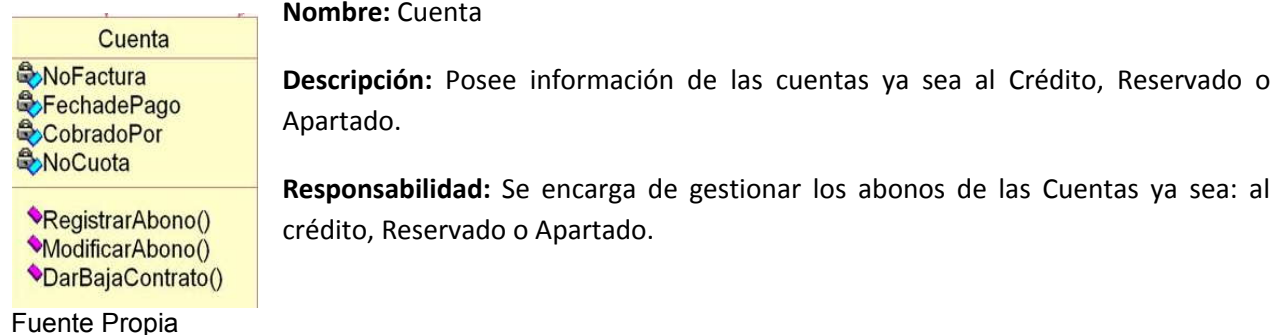 Cuenta
NoFactura
FechadePago
CobradoPor
NoCuota
RegistrarAbono()
ModificarAbono()
DarBajaContrato()
Fuente Propia
Nombre: Cuenta
Descripción: Posee información de las cuentas ya sea al Crédito, Reservado o
Apartado.
Responsabilidad: Se encarga de gestionar los abonos de las Cuentas ya sea: al
crédito, Reservado o Apartado.